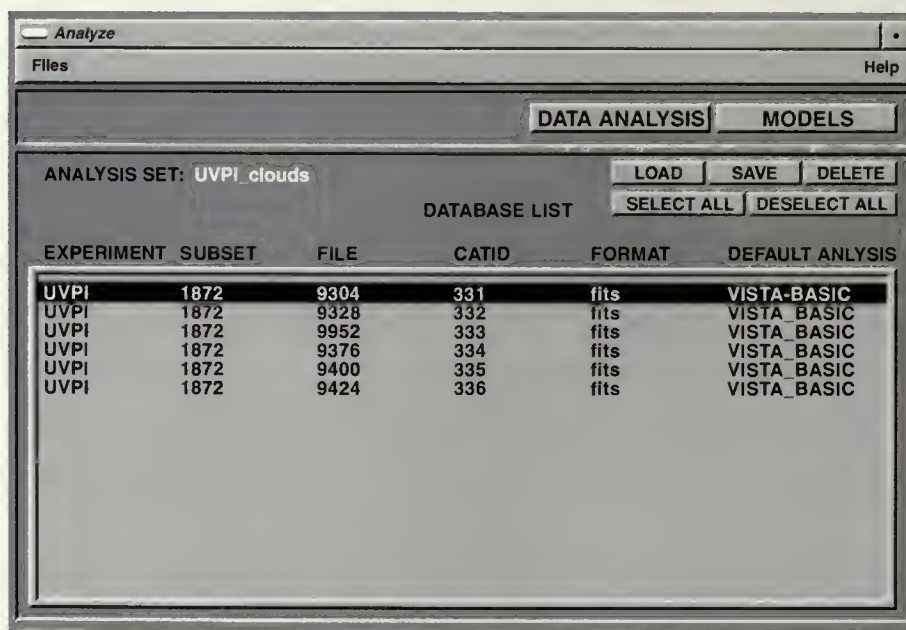 Analyze
Files Help
DATA ANALYSIS MODELS
ANALYSIS SET: UVPI_clouds LOAD SAVE DELETE
DATABASE LIST SELECT ALL DESELECT ALL
EXPERIMENT SUBSET FILE CATID FORMAT DEFAULT ANLYSIS
UVPI 1872 9304 331 fits VISTA-BASIC
UVPI 1872 9328 332 fits VISTA_BASIC
UVPI 1872 9952 333 fits VISTA_BASIC
UVPI 1872 9376 334 fits VISTA_BASIC
UVPI 1872 9400 335 fits VISTA_BASIC
UVPI 1872 9424 336 fits VISTA_BASIC